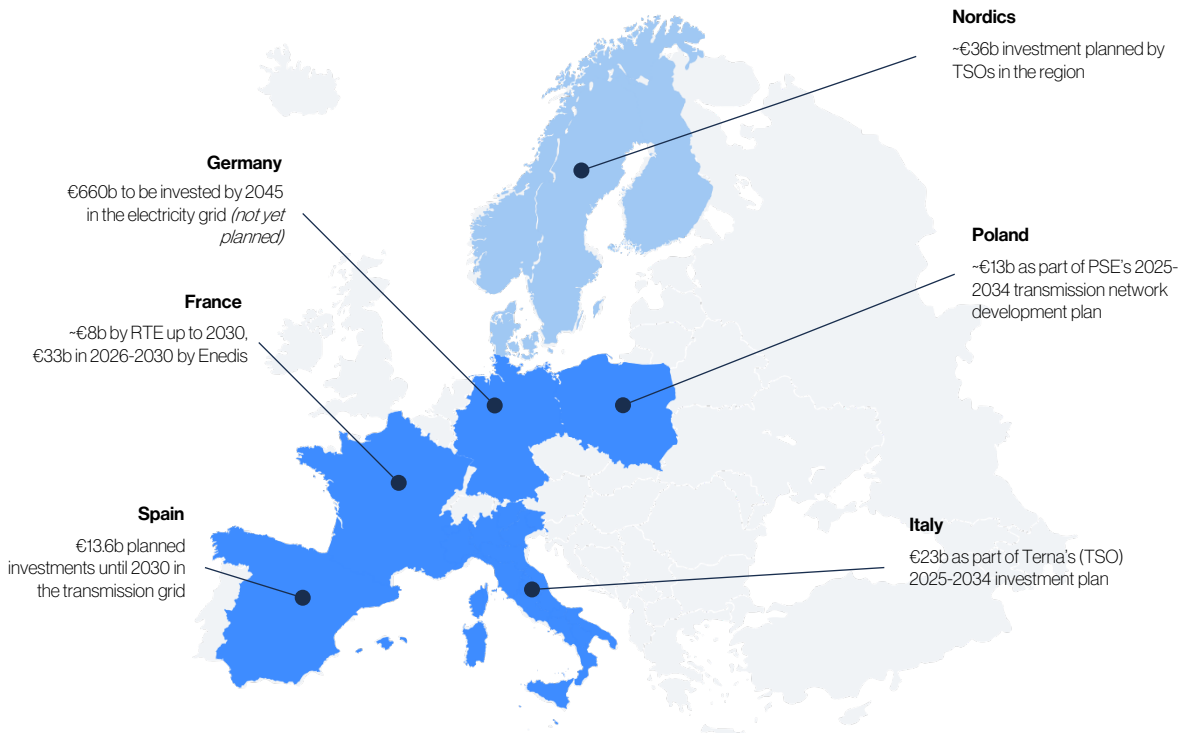 Nordics
~€36b investment planned by
TSOs in the region
Germany
€660b to be invested by 2045
in the electricity grid (not yet
planned)
Poland
~€13b as part of PSE's 2025-
2034 transmission network
development plan
France
~€8b by RTE up to 2030,
€33b in 2026-2030 by Enedis
Spain
€13.6b planned
investments until 2030 in
the transmission grid
Italy
€23b as part of Terna's (TSO)
2025-2034 investment plan